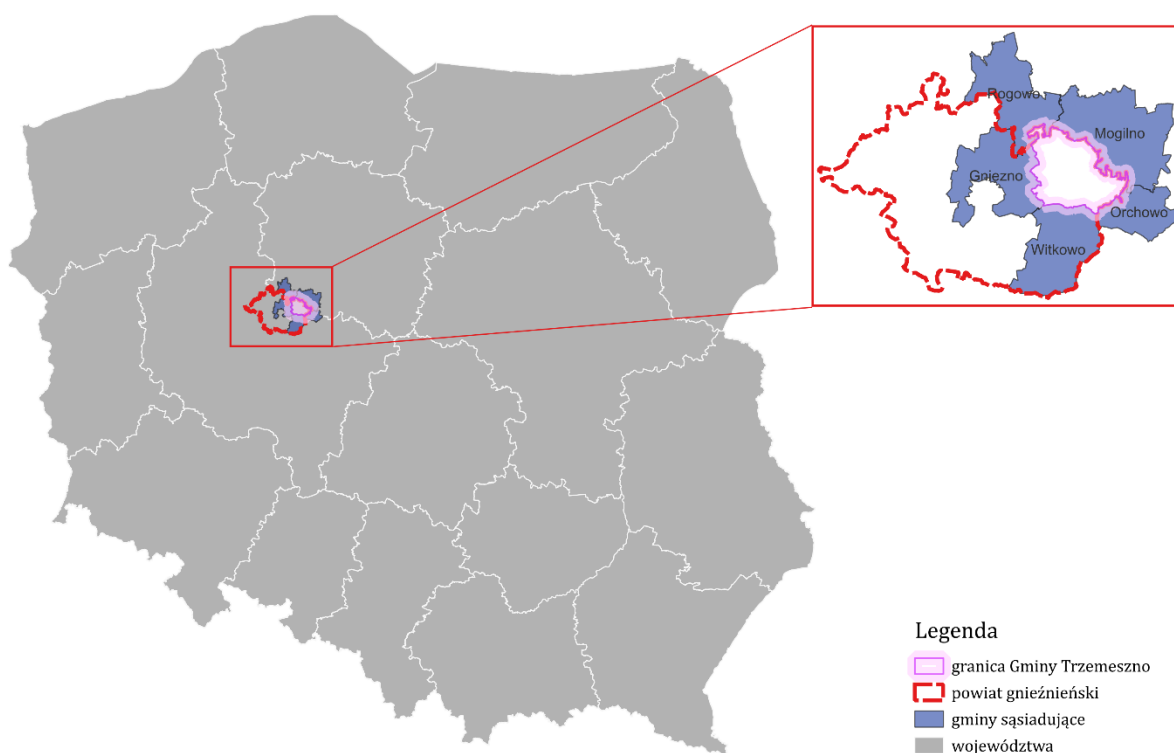 Rogowo
Mogilno
Gniezno
Orchowo
Witkowo
Legenda
granica Gminy Trzemeszno
powiat gnieźnieński
gminy sąsiadujące
województwa